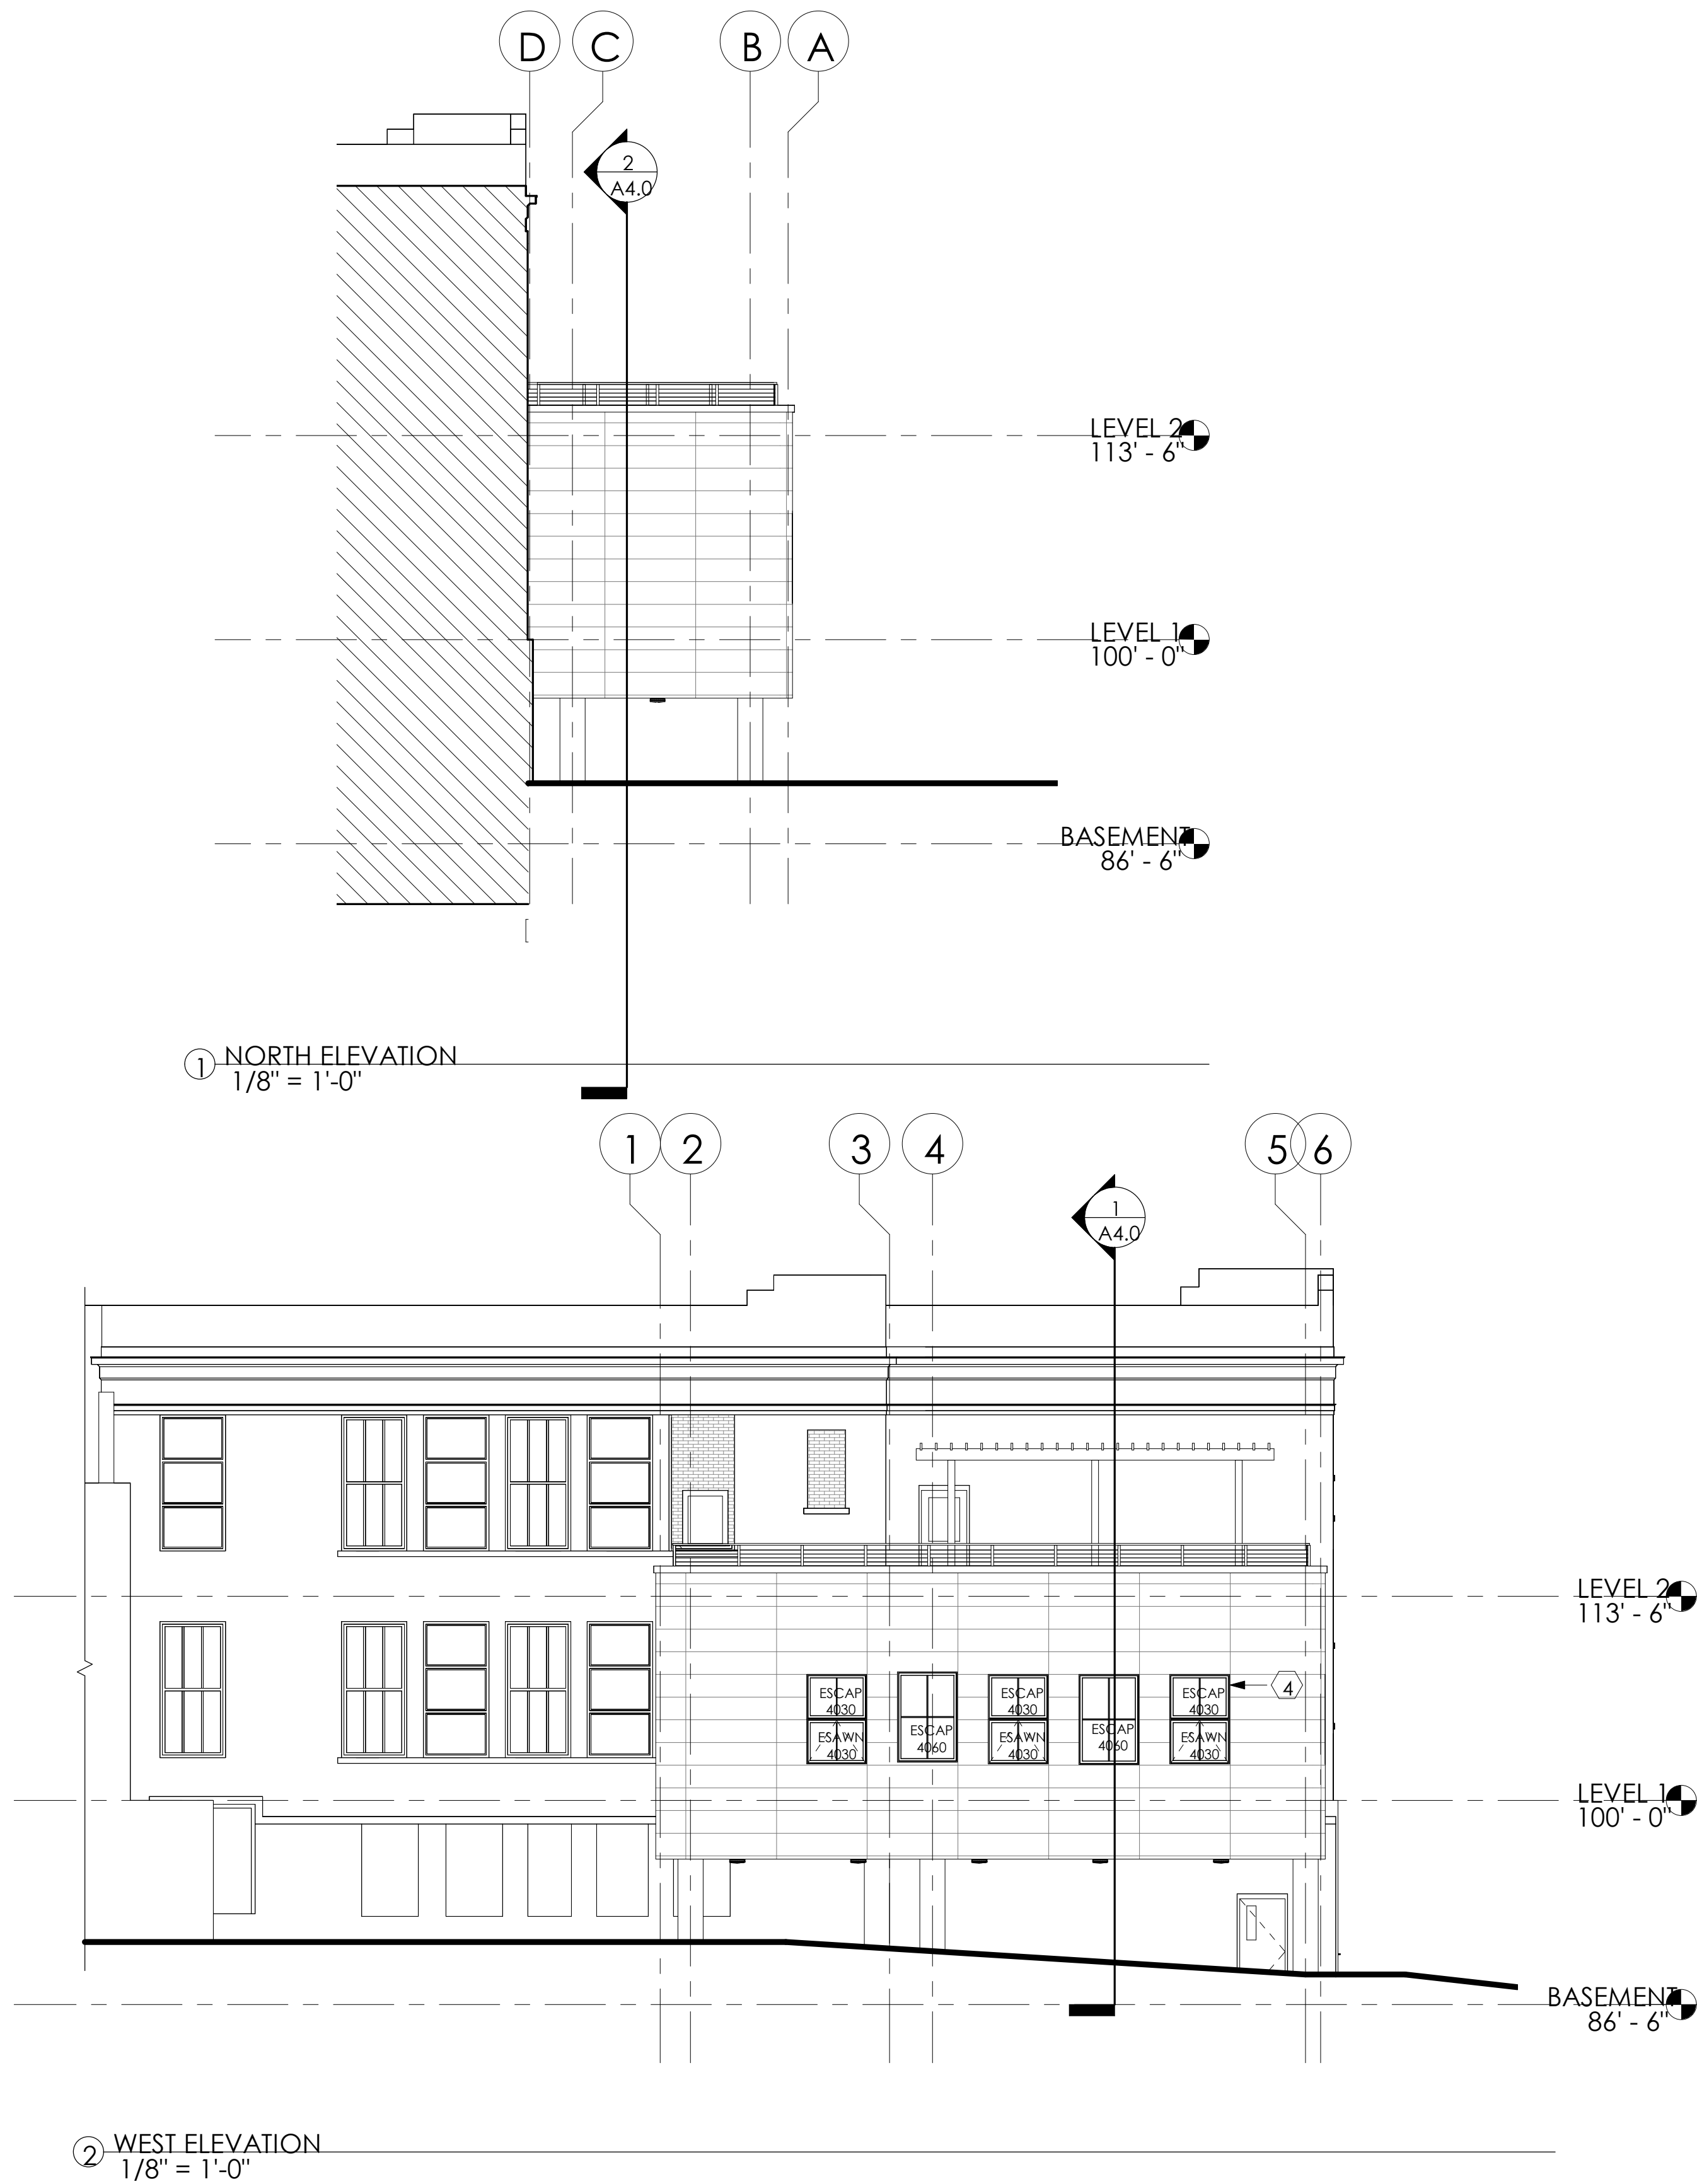 D
C
B
A
2
A4.0
LEVEL 2
113' - 6"
LEVEL 1
100' - 0"
BASEMENT
86' - 6"
1
NORTH ELEVATION
1/8" = 1'-0"
1
2
3
4
5
6
1
A4.0
LEVEL 2
113' - 6"
ESCAP
4030
ESAWN
4030
ESCAP
4060
ESCAP
4030
ESAWN
4030
ESCAP
4060
ESCAP
4030
ESAWN
4030
4
LEVEL 1
100' - 0"
BASEMENT
86' - 6"
2
WEST ELEVATION
1/8" = 1'-0"